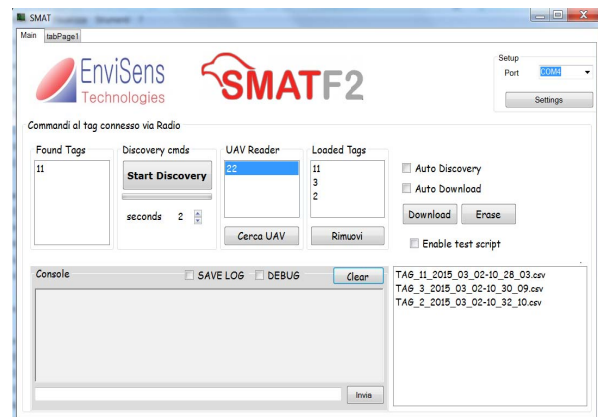 SMAT
Main tabPage1
EnviSens
Technologies
SMATF2
Setup
Port COM4
Settings
Commandi al tag connesso via Radio
Found Tags
11
Discovery cmds
Start Discovery
seconds 2
UAV Reader
22
Cerca UAV
Loaded Tags
11
3
2
Rimuovi
Auto Discovery
Auto Download
Download Erase
Enable test script
Console SAVE LOG DEBUG Clear
Invia
TAG_11_2015_03_02-10_28_03.csv
TAG_3_2015_03_02-10_30_09.csv
TAG_2_2015_03_02-10_32_10.csv